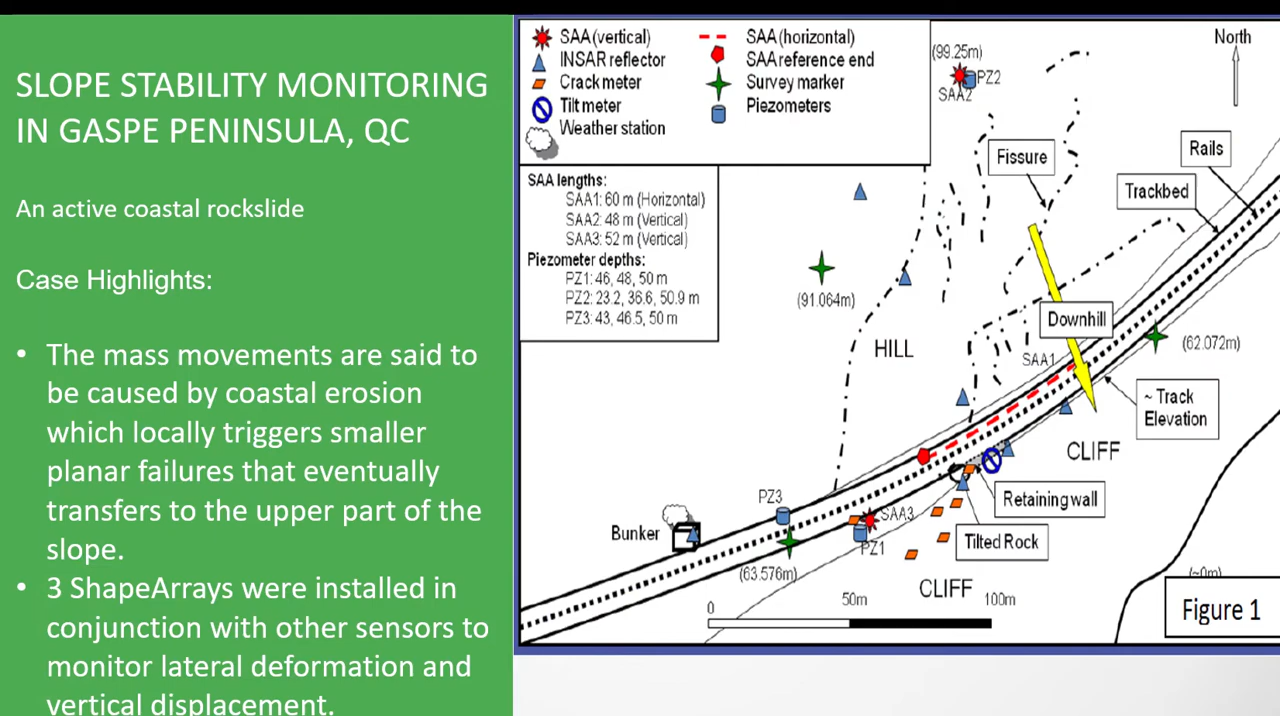 SLOPE STABILITY MONITORING
IN GASPE PENINSULA, QC
An active coastal rockslide
Case Highlights:
• The mass movements are said to
be caused by coastal erosion
which locally triggers smaller
planar failures that eventually
transfers to the upper part of the
slope.
• 3 ShapeArrays were installed in
conjunction with other sensors to
monitor lateral deformation and
vertical displacement.
SAA (vertical)
INSAR reflector
Crack meter
Tilt meter
Weather station
SAA (horizontal)
SAA reference end
Survey marker
Piezometers
SAA lengths:
SAA1: 60 m (Horizontal)
SAA2: 48 m (Vertical)
SAA3: 52 m (Vertical)
Piezometer depths:
PZ1: 46, 48, 50 m
PZ2: 23.2, 36.6, 50.9 m
PZ3: 43, 46.5, 50 m
(99.25m)
PZ2
SAA2
North
Fissure
Rails
Trackbed
(91.064m)
Downhill
HILL
SAA1
(62.072m)
~ Track
Elevation
CLIFF
Retaining wall
PZ3
SAA3
Bunker
PZ1
Tilted Rock
(63.576m)
CLIFF
(~0m)
0
50m
100m
Figure 1